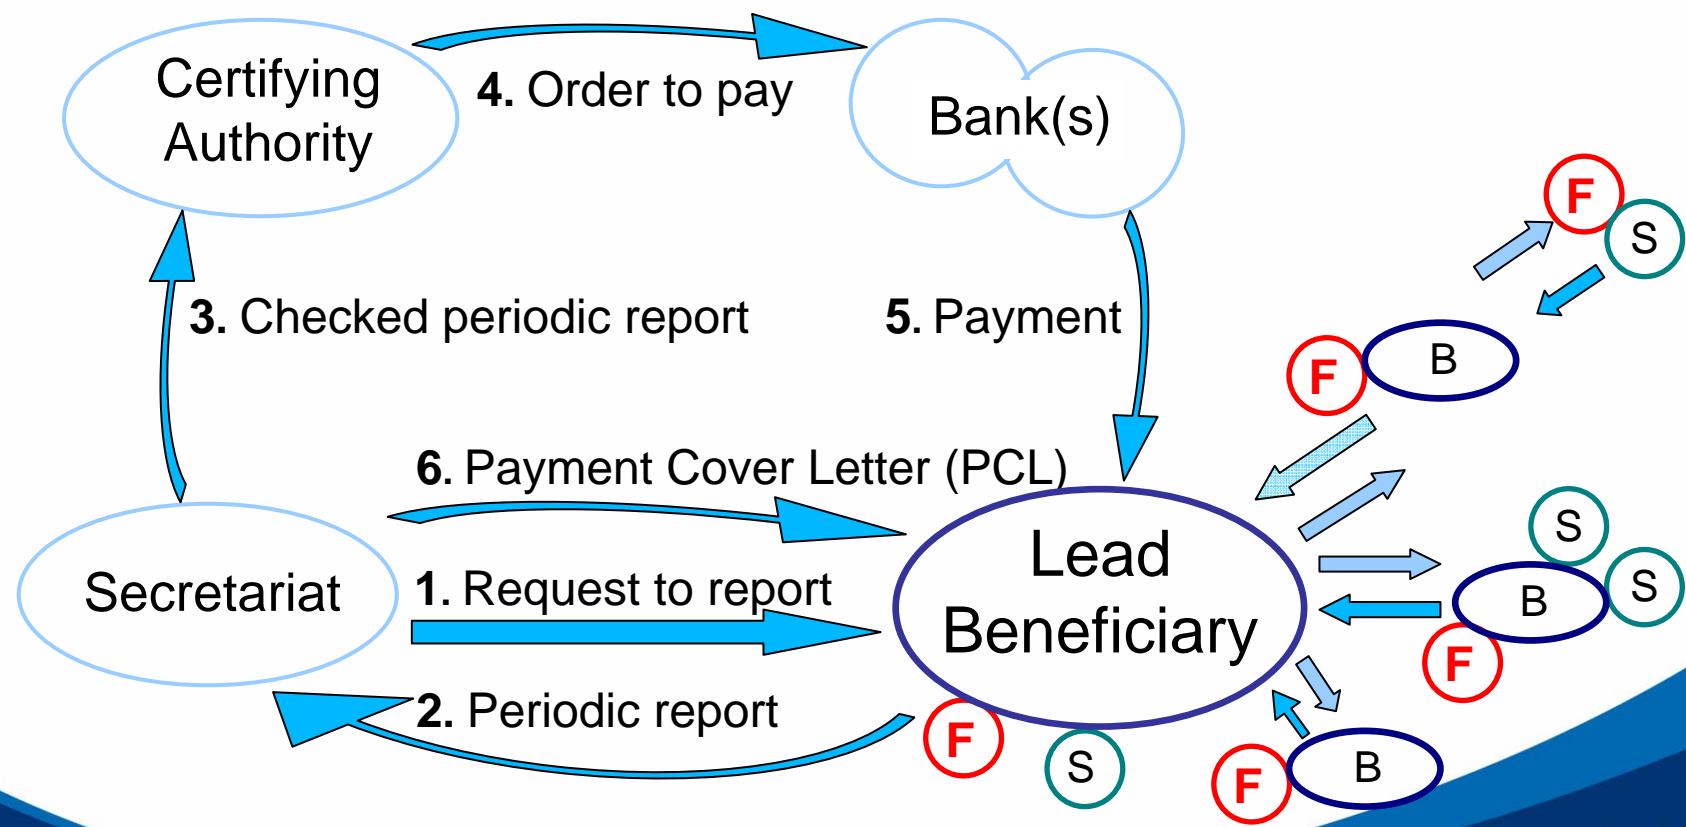 Certifying
Authority
4. Order to pay
Bank(s)
F
S
3. Checked periodic report
5. Payment
F
B
6. Payment Cover Letter (PCL)
S
Lead
Beneficiary
Secretariat
1. Request to report
B
S
F
2. Periodic report
F
S
F
B